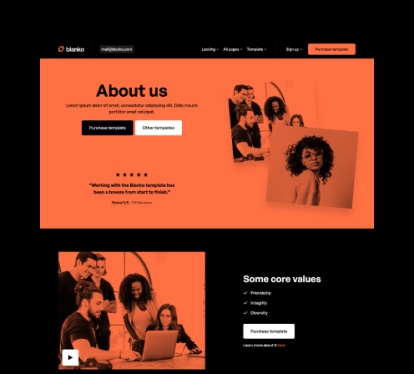 blanko
mail@blanko.com
Landing
All pages
Template
Sign up
Purchase template
About us
Lorem ipsum dolor sit amet, consectetur adipiscing elit. Odio mauris
porttitor amet volutpat.
Purchase template
Other templates
"Working with the Blanko template has
been a breeze from start to finish."
Rated 5/5 -
Reviews
Some core values
Friendship
Integrity
Diversity
Purchase template
Learn more about it here.